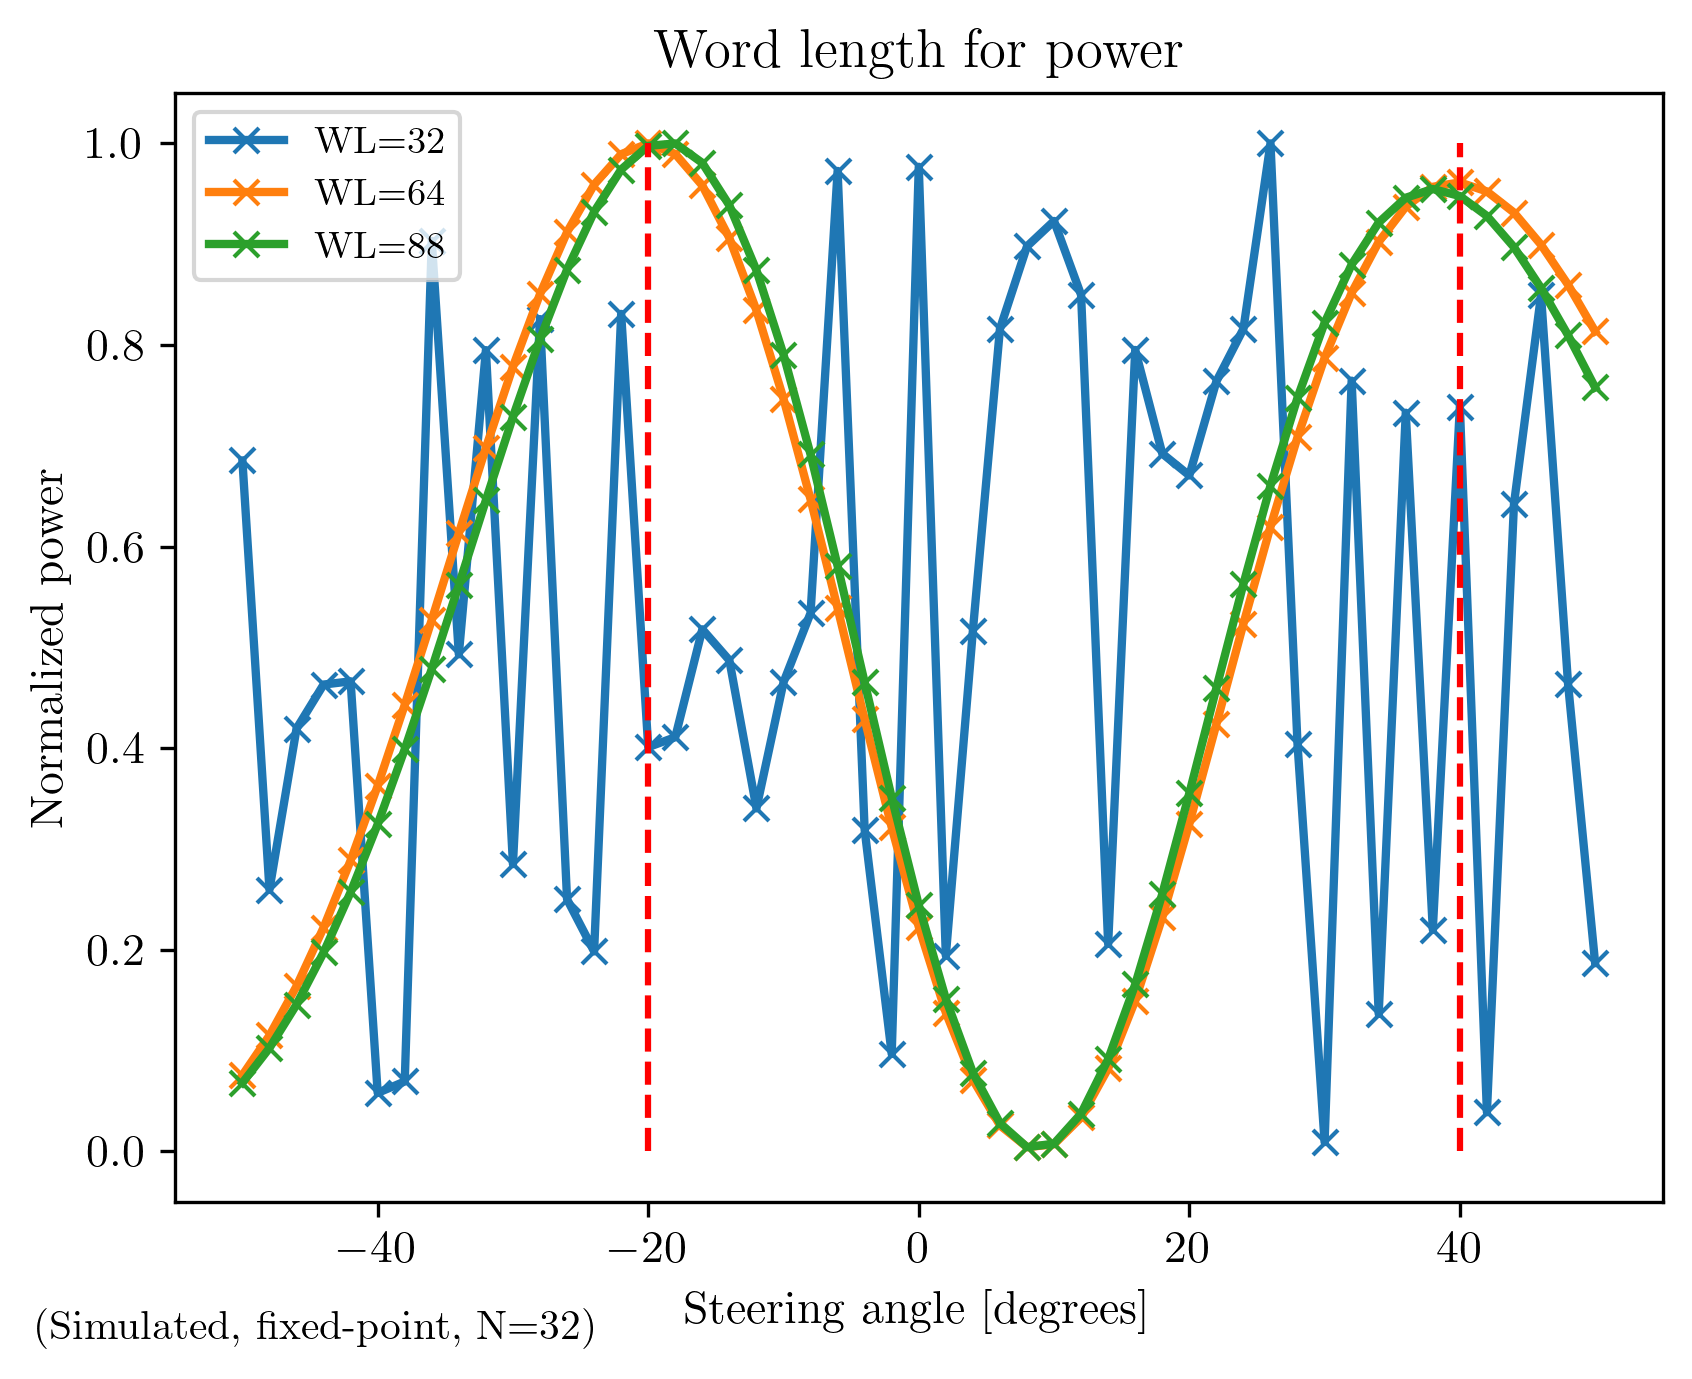 Word length for power
WL=32
WL=64
WL=88
1.0
0.8
0.6
0.4
0.2
0.0
Normalized power
−40
−20
0
20
40
Steering angle [degrees]
(Simulated, fixed-point, N=32)